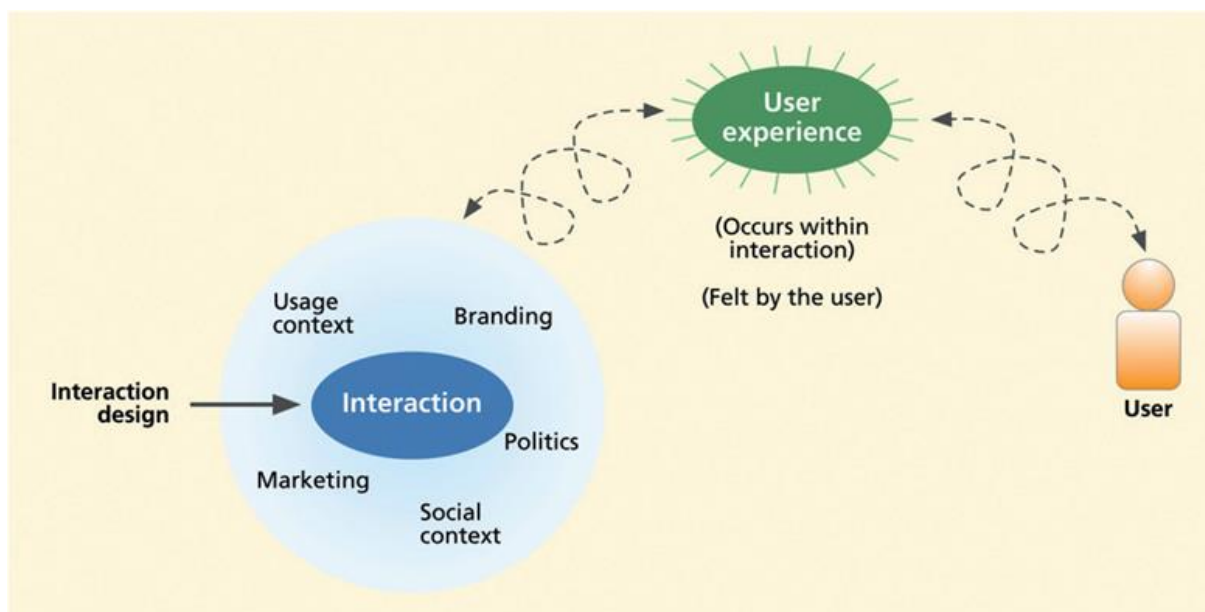 User
experience
(Occurs within
interaction)
(Felt by the user)
Usage
context
Branding
Interaction
design
Interaction
Politics
Marketing
Social
context
User